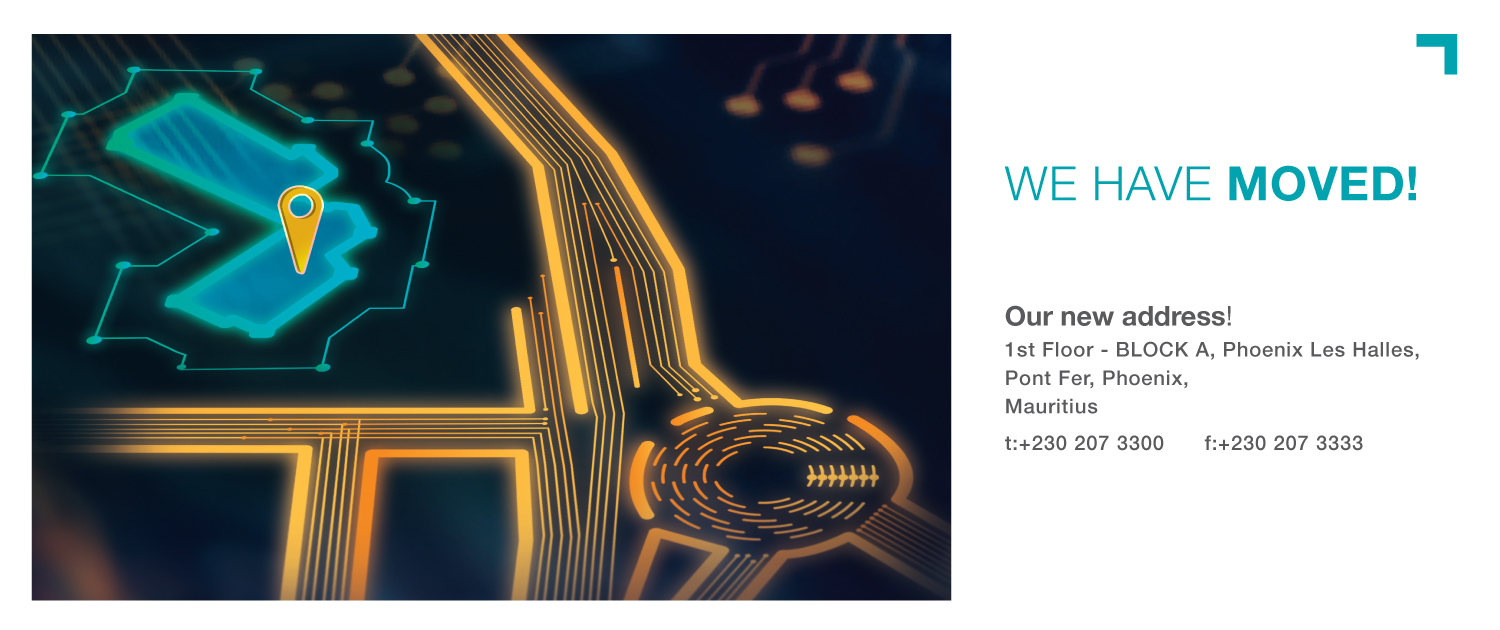 WE HAVE MOVED!
Our new address!
1st Floor - BLOCK A, Phoenix Les Halles,
Pont Fer, Phoenix,
Mauritius
t:+230 207 3300 f:+230 207 3333